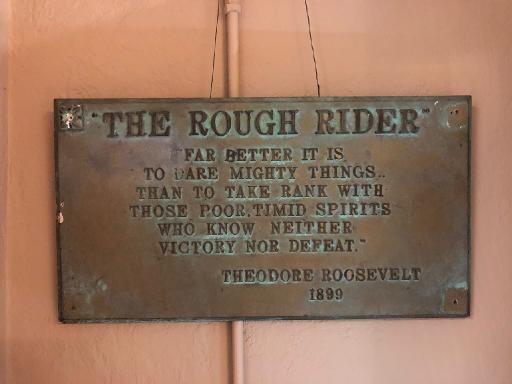 "THE ROUGH RIDER"
"FAR BETTER IT IS
TO DARE MIGHTY THINGS..
THAN TO TAKE RANK WITH
THOSE POOR, TIMID SPIRITS
WHO KNOW NEITHER
VICTORY NOR DEFEAT."
THEODORE ROOSEVELT
1899